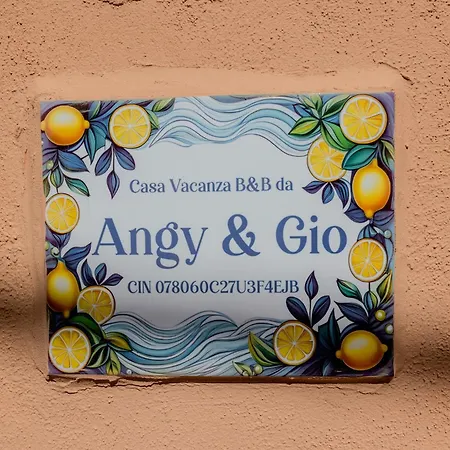 Casa Vacanza B&B da
Angy & Gio
CIN 078060C27U3F4EJB